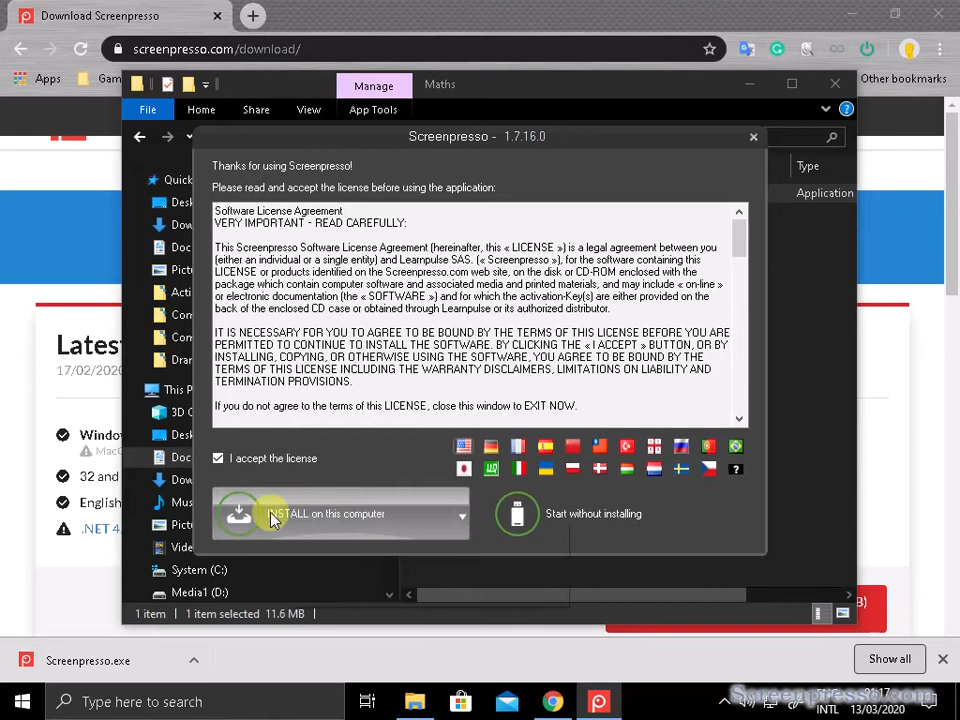 Download Screenpresso
screenpresso.com/download/
Apps
Gam
Other bookmarks
Manage
Maths
File
Home
Share
View
App Tools
Screenpresso - 1.7.16.0
Thanks for using Screenpresso!
Please read and accept the license before using the application:
Software License Agreement
VERY IMPORTANT - READ CAREFULLY:
This Screenpresso Software License Agreement (hereinafter, this « LICENSE ») is a legal agreement between you
(either an individual or a single entity) and Learnpulse SAS. (« Screenpresso »), for the software containing this
LICENSE or products identified on the Screenpresso.com web site, on the disk or CD-ROM enclosed with the
package which contain computer software and associated media and printed materials, and may include « on-line »
or electronic documentation (the « SOFTWARE ») and for which the activation-Key(s) are either provided on the
back of the enclosed CD case or obtained through Learnpulse or its authorized distributor.
IT IS NECESSARY FOR YOU TO AGREE TO BE BOUND BY THE TERMS OF THIS LICENSE BEFORE YOU ARE
PERMITTED TO CONTINUE TO INSTALL THE SOFTWARE. BY CLICKING THE « I ACCEPT » BUTTON, OR BY
INSTALLING, COPYING, OR OTHERWISE USING THE SOFTWARE, YOU AGREE TO BE BOUND BY THE
TERMS OF THIS LICENSE INCLUDING THE WARRANTY DISCLAIMERS, LIMITATIONS ON LIABILITY AND
TERMINATION PROVISIONS.
If you do not agree to the terms of this LICENSE, close this window to EXIT NOW.
I accept the license
INSTALL on this computer
Start without installing
Type
Application
Quick
Desk
Dow
Doc
Pictu
Acti
Com
Com
Drar
This P
3D O
Desk
Doc
Dow
Mus
Pictu
Vide
System (C:)
Media1 (D:)
1 item
1 item selected 11.6 MB
Latest
17/02/2020
Window
Mac
32 and
English,
.NET 4.
B)
Screenpresso.exe
Show all
Type here to search
Screenpresso.com
01:17
INTL
13/03/2020